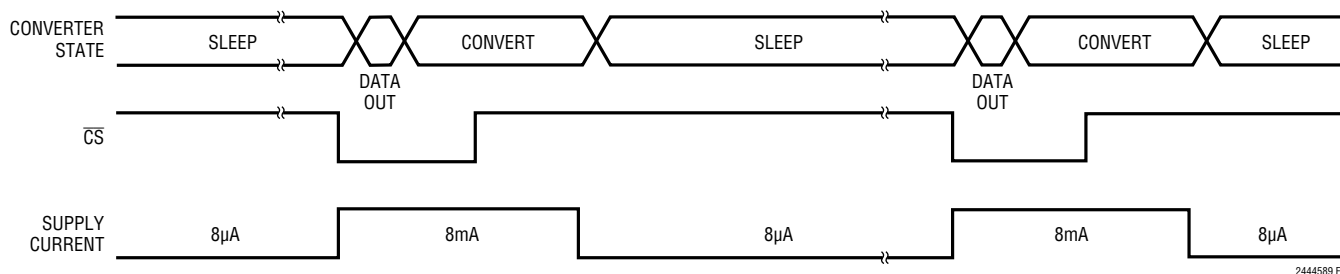 CONVERTER
STATE
SLEEP
CONVERT
SLEEP
CONVERT
SLEEP
DATA
OUT
DATA
OUT
CS
SUPPLY
CURRENT
8µA
8mA
8µA
8mA
8µA